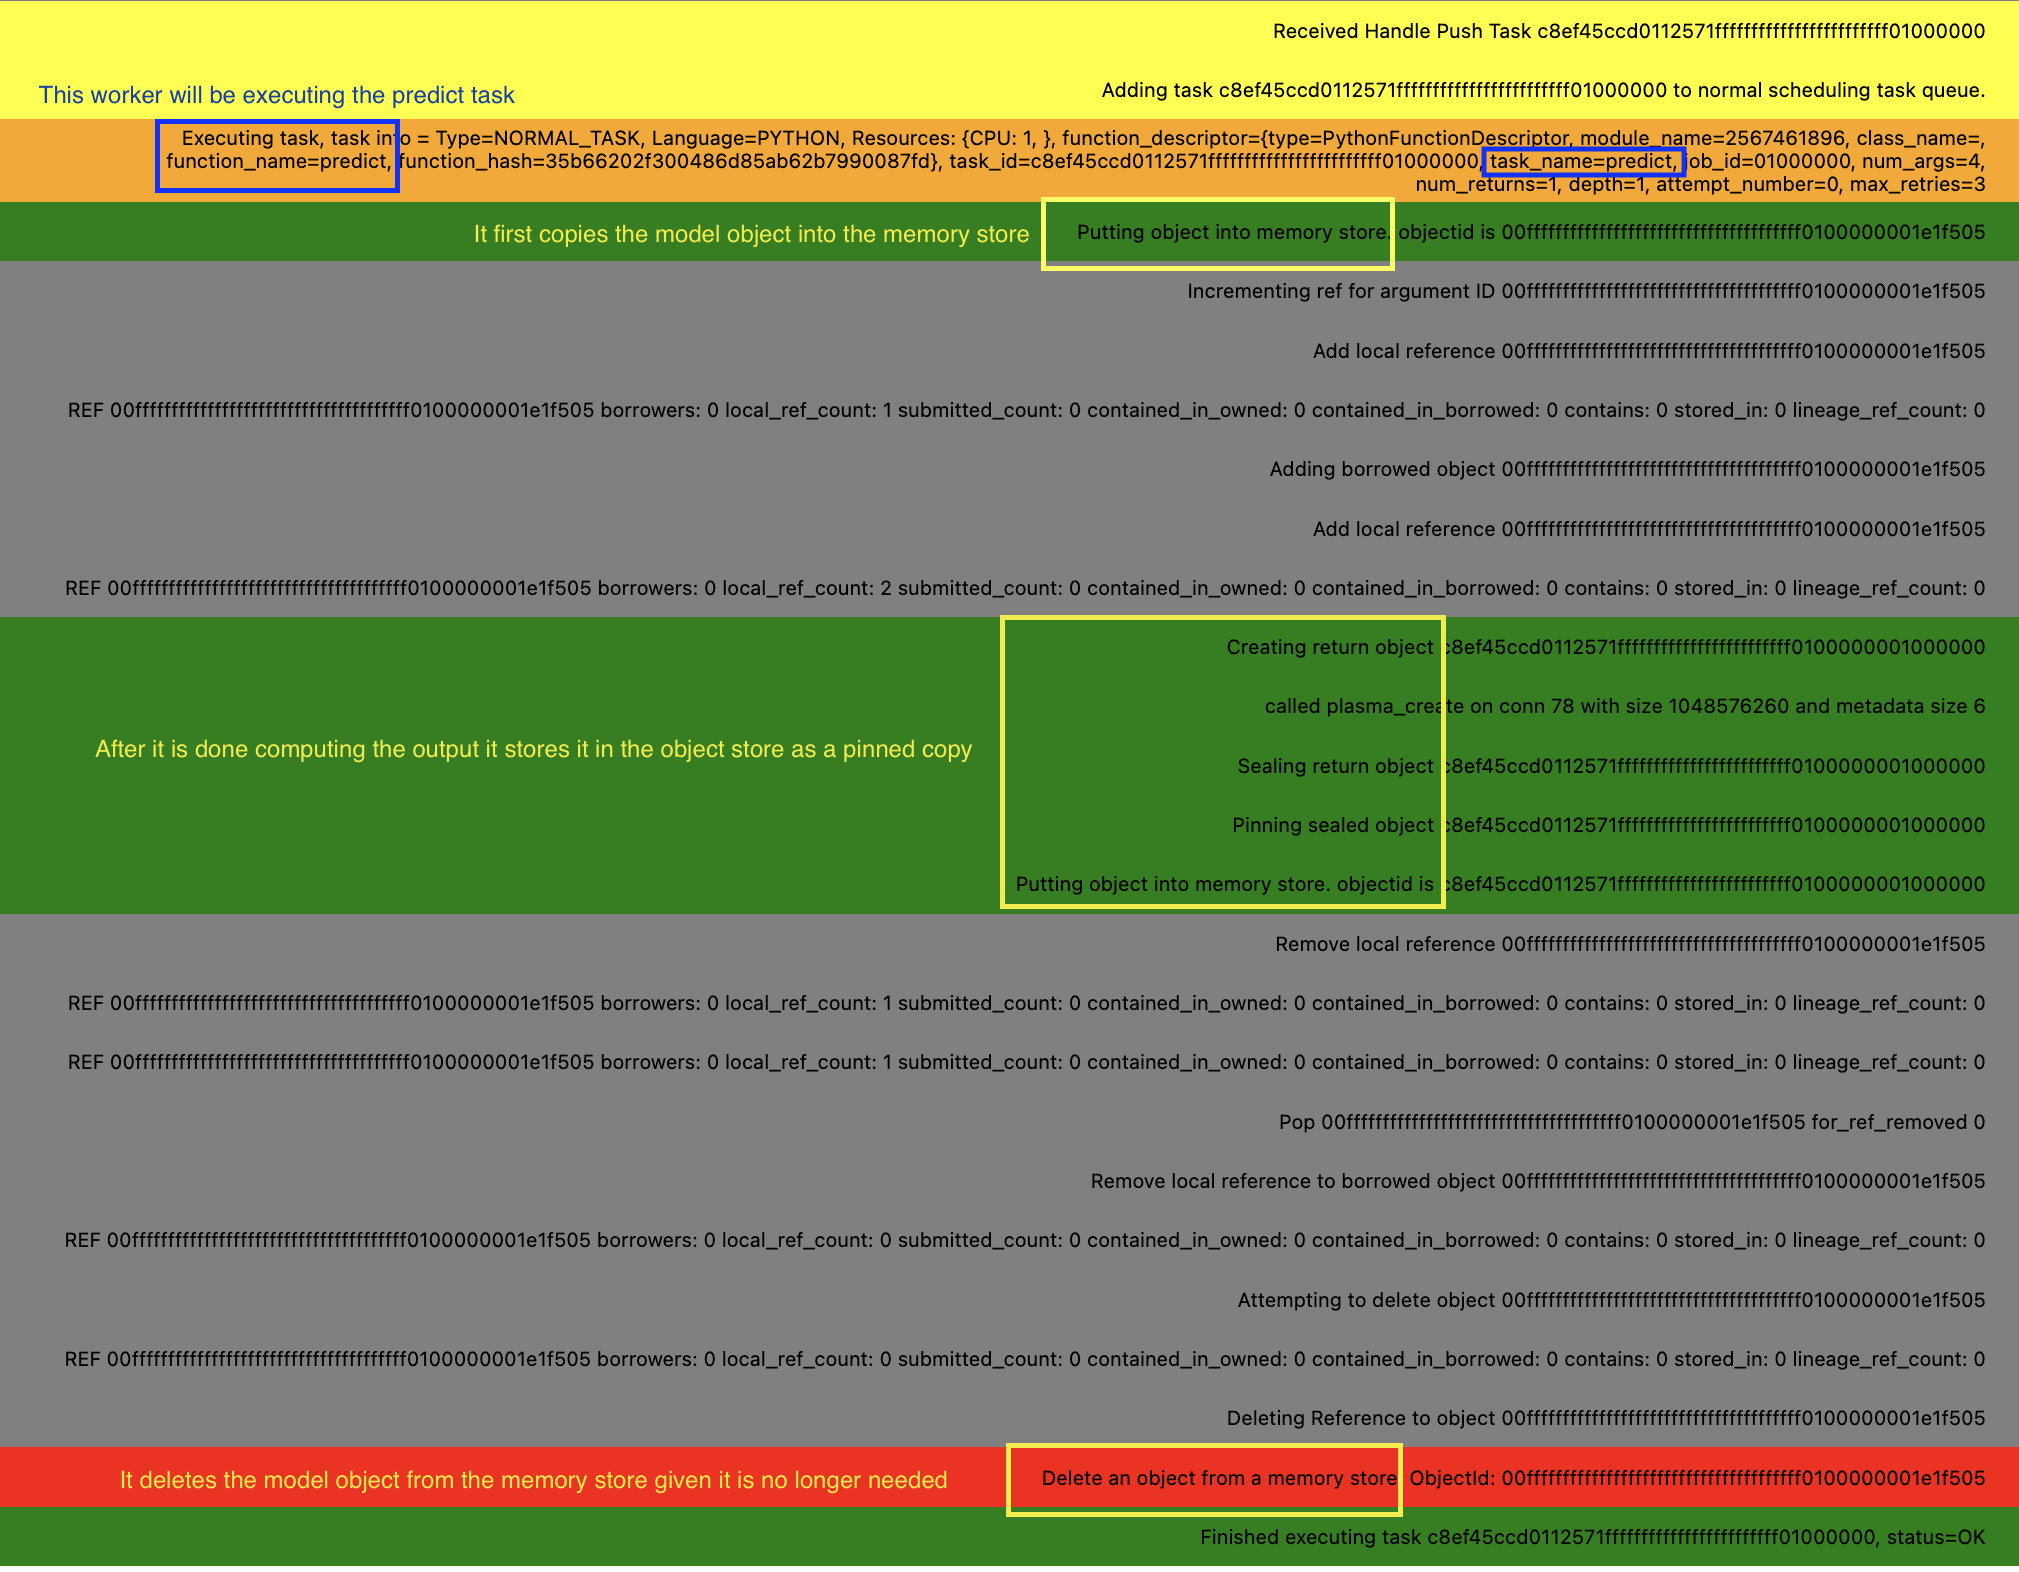 Received Handle Push Task c8ef45ccd0112571ffffffffffffffffffffffff01000000
This worker will be executing the predict task
Adding task c8ef45ccd0112571ffffffffffffffffffffffff01000000 to normal scheduling task queue.
Executing task, task info = Type=NORMAL_TASK, Language=PYTHON, Resources: {CPU: 1, }, function_descriptor={type=PythonFunctionDescriptor, module_name=2567461896, class_name=,
function_name=predict, function_hash=35b66202f300486d85ab62b7990087fd}, task_id=c8ef45ccd0112571ffffffffffffffffffffffff01000000, task_name=predict, job_id=01000000, num_args=4,
num_returns=1, depth=1, attempt_number=0, max_retries=3
It first copies the model object into the memory store
Putting object into memory store. objectid is 00ffffffffffffffffffffffffffffffffffffff0100000001e1f505
Incrementing ref for argument ID 00ffffffffffffffffffffffffffffffffffffff0100000001e1f505
Add local reference 00ffffffffffffffffffffffffffffffffffffff0100000001e1f505
REF 00ffffffffffffffffffffffffffffffffffffff0100000001e1f505 borrowers: 0 local_ref_count: 1 submitted_count: 0 contained_in_owned: 0 contained_in_borrowed: 0 contains: 0 stored_in: 0 lineage_ref_count: 0
Adding borrowed object 00ffffffffffffffffffffffffffffffffffffff0100000001e1f505
Add local reference 00ffffffffffffffffffffffffffffffffffffff0100000001e1f505
REF 00ffffffffffffffffffffffffffffffffffffff0100000001e1f505 borrowers: 0 local_ref_count: 2 submitted_count: 0 contained_in_owned: 0 contained_in_borrowed: 0 contains: 0 stored_in: 0 lineage_ref_count: 0
Creating return object c8ef45ccd0112571ffffffffffffffffffffffff0100000001000000
called plasma_create on conn 78 with size 1048576260 and metadata size 6
After it is done computing the output it stores it in the object store as a pinned copy
Sealing return object c8ef45ccd0112571ffffffffffffffffffffffff0100000001000000
Pinning sealed object c8ef45ccd0112571ffffffffffffffffffffffff0100000001000000
Putting object into memory store. objectid is c8ef45ccd0112571ffffffffffffffffffffffff0100000001000000
Remove local reference 00ffffffffffffffffffffffffffffffffffffff0100000001e1f505
REF 00ffffffffffffffffffffffffffffffffffffff0100000001e1f505 borrowers: 0 local_ref_count: 1 submitted_count: 0 contained_in_owned: 0 contained_in_borrowed: 0 contains: 0 stored_in: 0 lineage_ref_count: 0
REF 00ffffffffffffffffffffffffffffffffffffff0100000001e1f505 borrowers: 0 local_ref_count: 1 submitted_count: 0 contained_in_owned: 0 contained_in_borrowed: 0 contains: 0 stored_in: 0 lineage_ref_count: 0
Pop 00ffffffffffffffffffffffffffffffffffffff0100000001e1f505 for_ref_removed 0
Remove local reference to borrowed object 00ffffffffffffffffffffffffffffffffffffff0100000001e1f505
REF 00ffffffffffffffffffffffffffffffffffffff0100000001e1f505 borrowers: 0 local_ref_count: 0 submitted_count: 0 contained_in_owned: 0 contained_in_borrowed: 0 contains: 0 stored_in: 0 lineage_ref_count: 0
Attempting to delete object 00ffffffffffffffffffffffffffffffffffffff0100000001e1f505
REF 00ffffffffffffffffffffffffffffffffffffff0100000001e1f505 borrowers: 0 local_ref_count: 0 submitted_count: 0 contained_in_owned: 0 contained_in_borrowed: 0 contains: 0 stored_in: 0 lineage_ref_count: 0
Deleting Reference to object 00ffffffffffffffffffffffffffffffffffffff0100000001e1f505
It deletes the model object from the memory store given it is no longer needed
Delete an object from a memory store. ObjectId: 00ffffffffffffffffffffffffffffffffffffff0100000001e1f505
Finished executing task c8ef45ccd0112571ffffffffffffffffffffffff01000000, status=OK